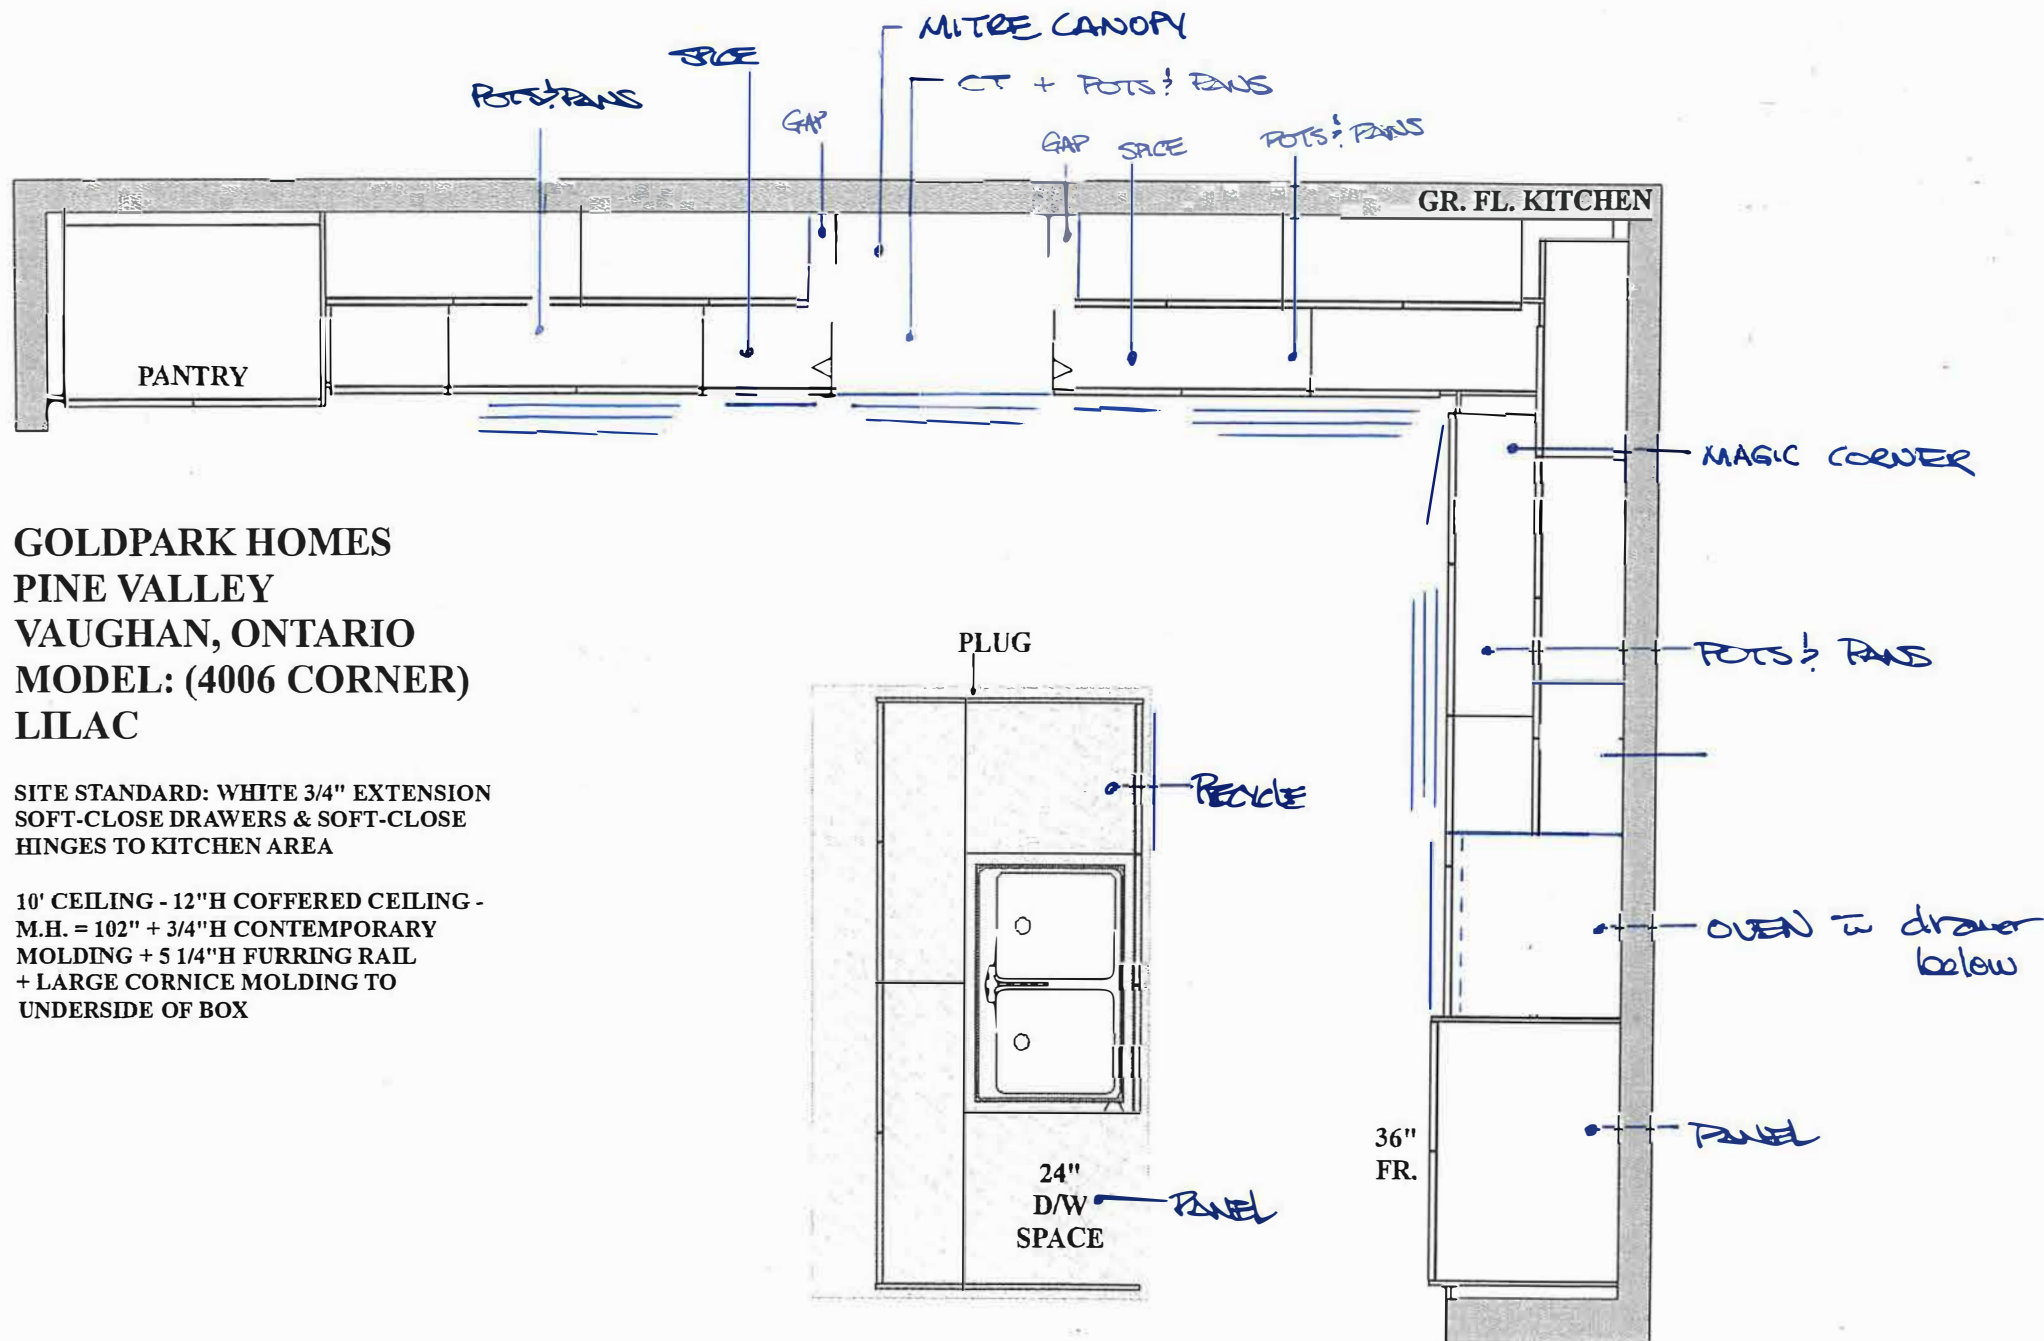 MITRE CANOPY
SPICE
CT + POTS & PANS
POTS & PANS
GAP
GAP
SPICE
POTS & PANS
GR. FL. KITCHEN
PANTRY
MAGIC CORNER
GOLDPARK HOMES
PINE VALLEY
VAUGHAN, ONTARIO
MODEL: (4006 CORNER)
LILAC
PLUG
POTS & PANS
SITE STANDARD: WHITE 3/4" EXTENSION
SOFT-CLOSE DRAWERS & SOFT-CLOSE
HINGES TO KITCHEN AREA
RECYCLE
10' CEILING - 12"H COFFERED CEILING -
M.H. = 102" + 3/4"H CONTEMPORARY
MOLDING + 5 1/4"H FURRING RAIL
+ LARGE CORNICE MOLDING TO
UNDERSIDE OF BOX
OVEN w drawer
below
36"
FR.
PANEL
24"
D/W
SPACE
PANEL